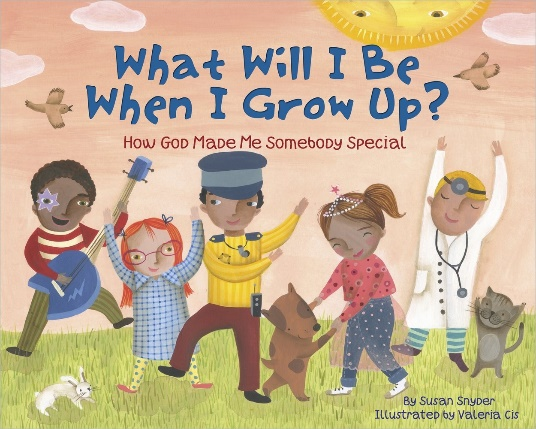 What Will I Be
When I Grow Up?
How God Made Me Somebody Special
By Susan Snyder
Illustrated by Valeria Cis